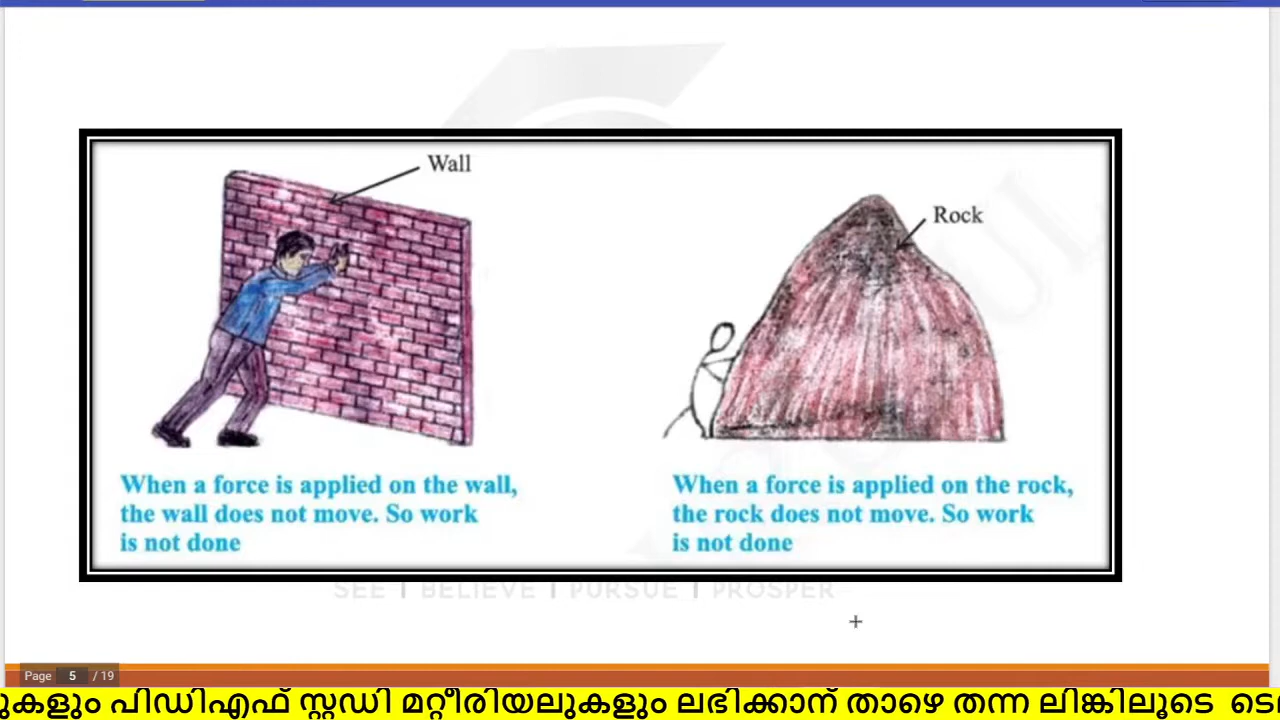 Wall
Rock
When a force is applied on the wall,
the wall does not move. So work
is not done
When a force is applied on the rock,
the rock does not move. So work
is not done
SEE | BELIEVE | PURSUE | PROSPER
Page 5 / 19
പിഡിഎഫ് സ്റ്റഡി മറ്റീരിയലുകളും ലഭിക്കാന് താഴെ തന്ന ലിങ്കിലൂടെ